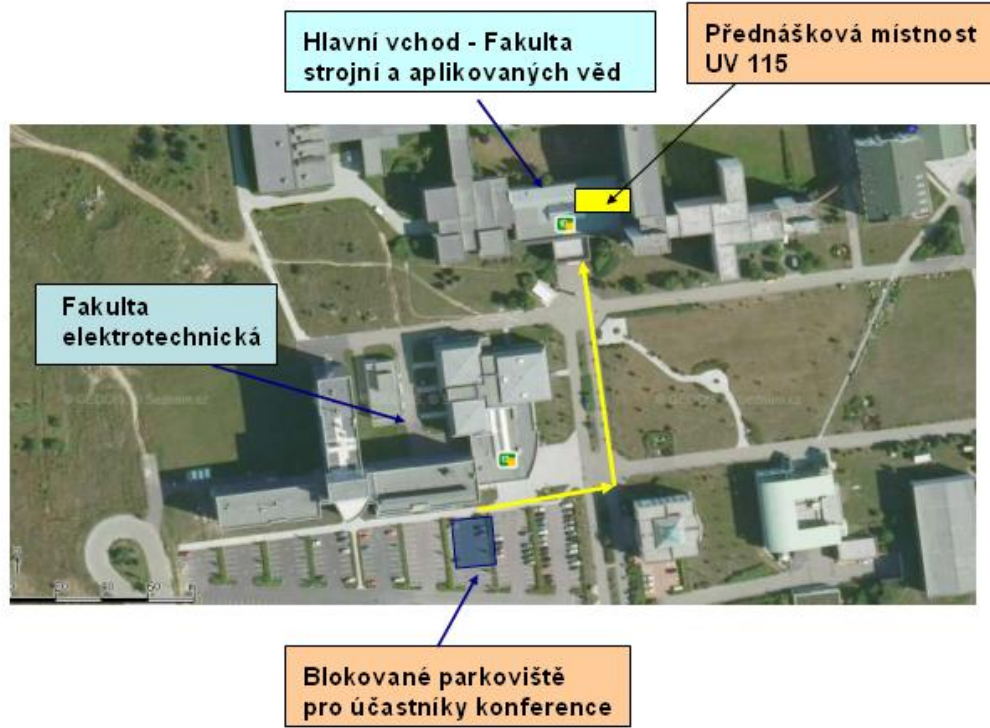 Hlavní vchod - Fakulta
strojní a aplikovaných věd
Přednášková místnost
UV 115
Fakulta
elektrotechnická
Blokované parkoviště
pro účastníky konference